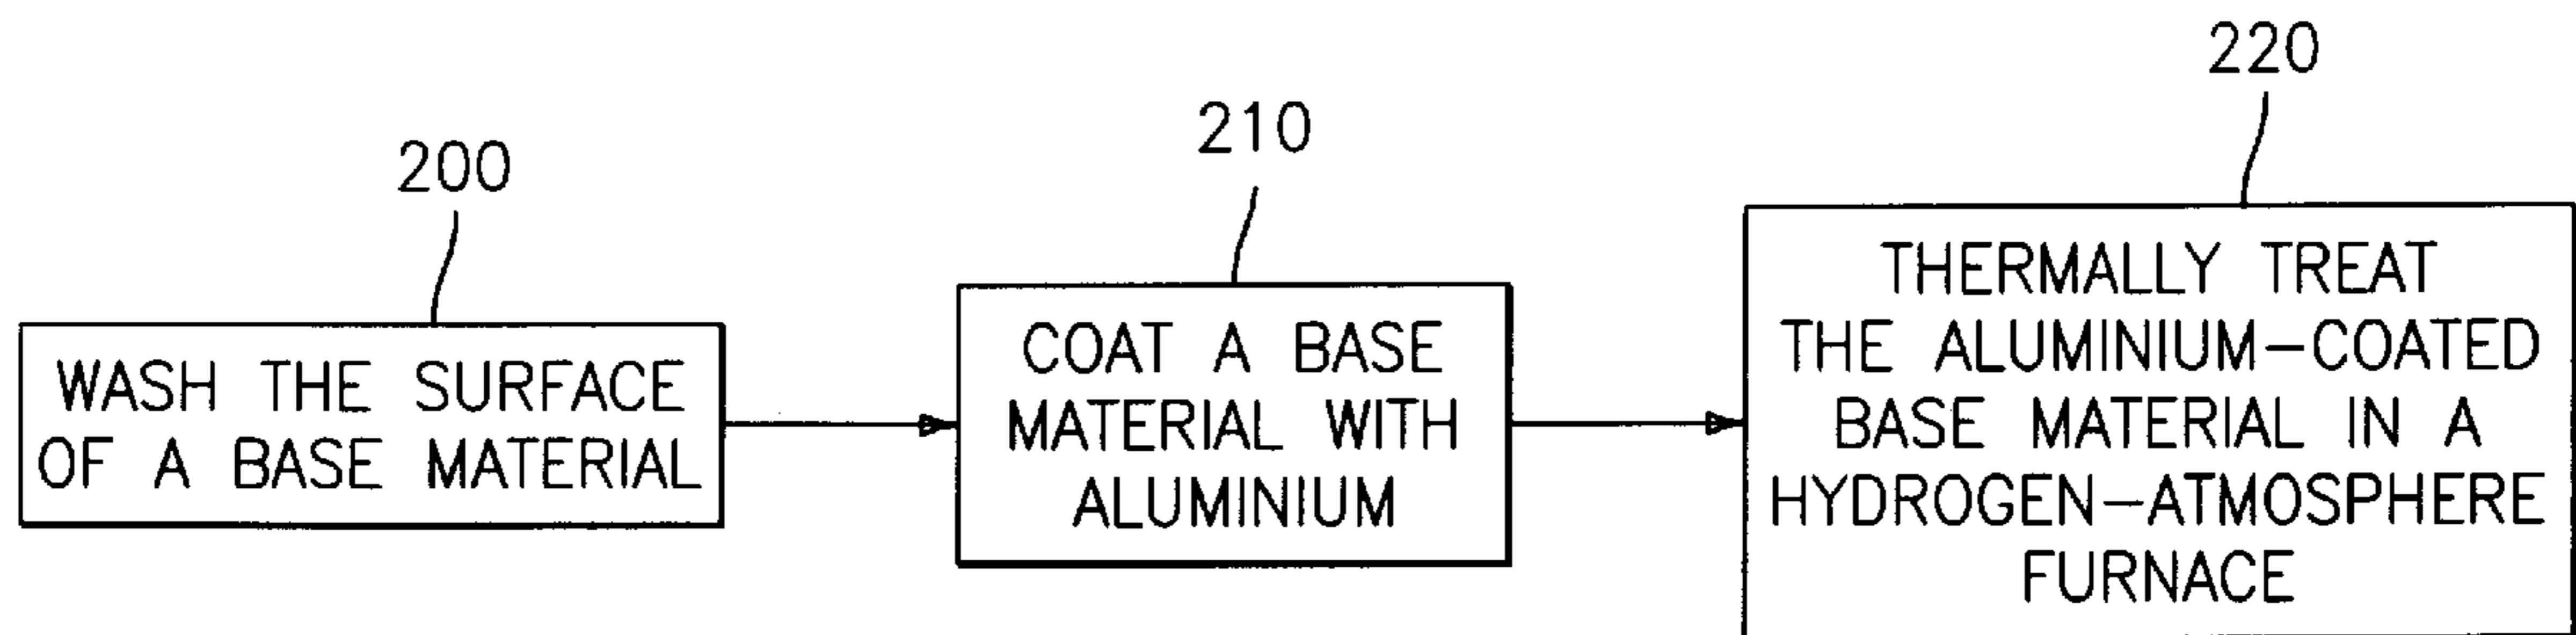 200
WASH THE SURFACE
OF A BASE MATERIAL
210
COAT A BASE
MATERIAL WITH
ALUMINIUM
220
THERMALLY TREAT
THE ALUMINIUM-COATED
BASE MATERIAL IN A
HYDROGEN-ATMOSPHERE
FURNACE